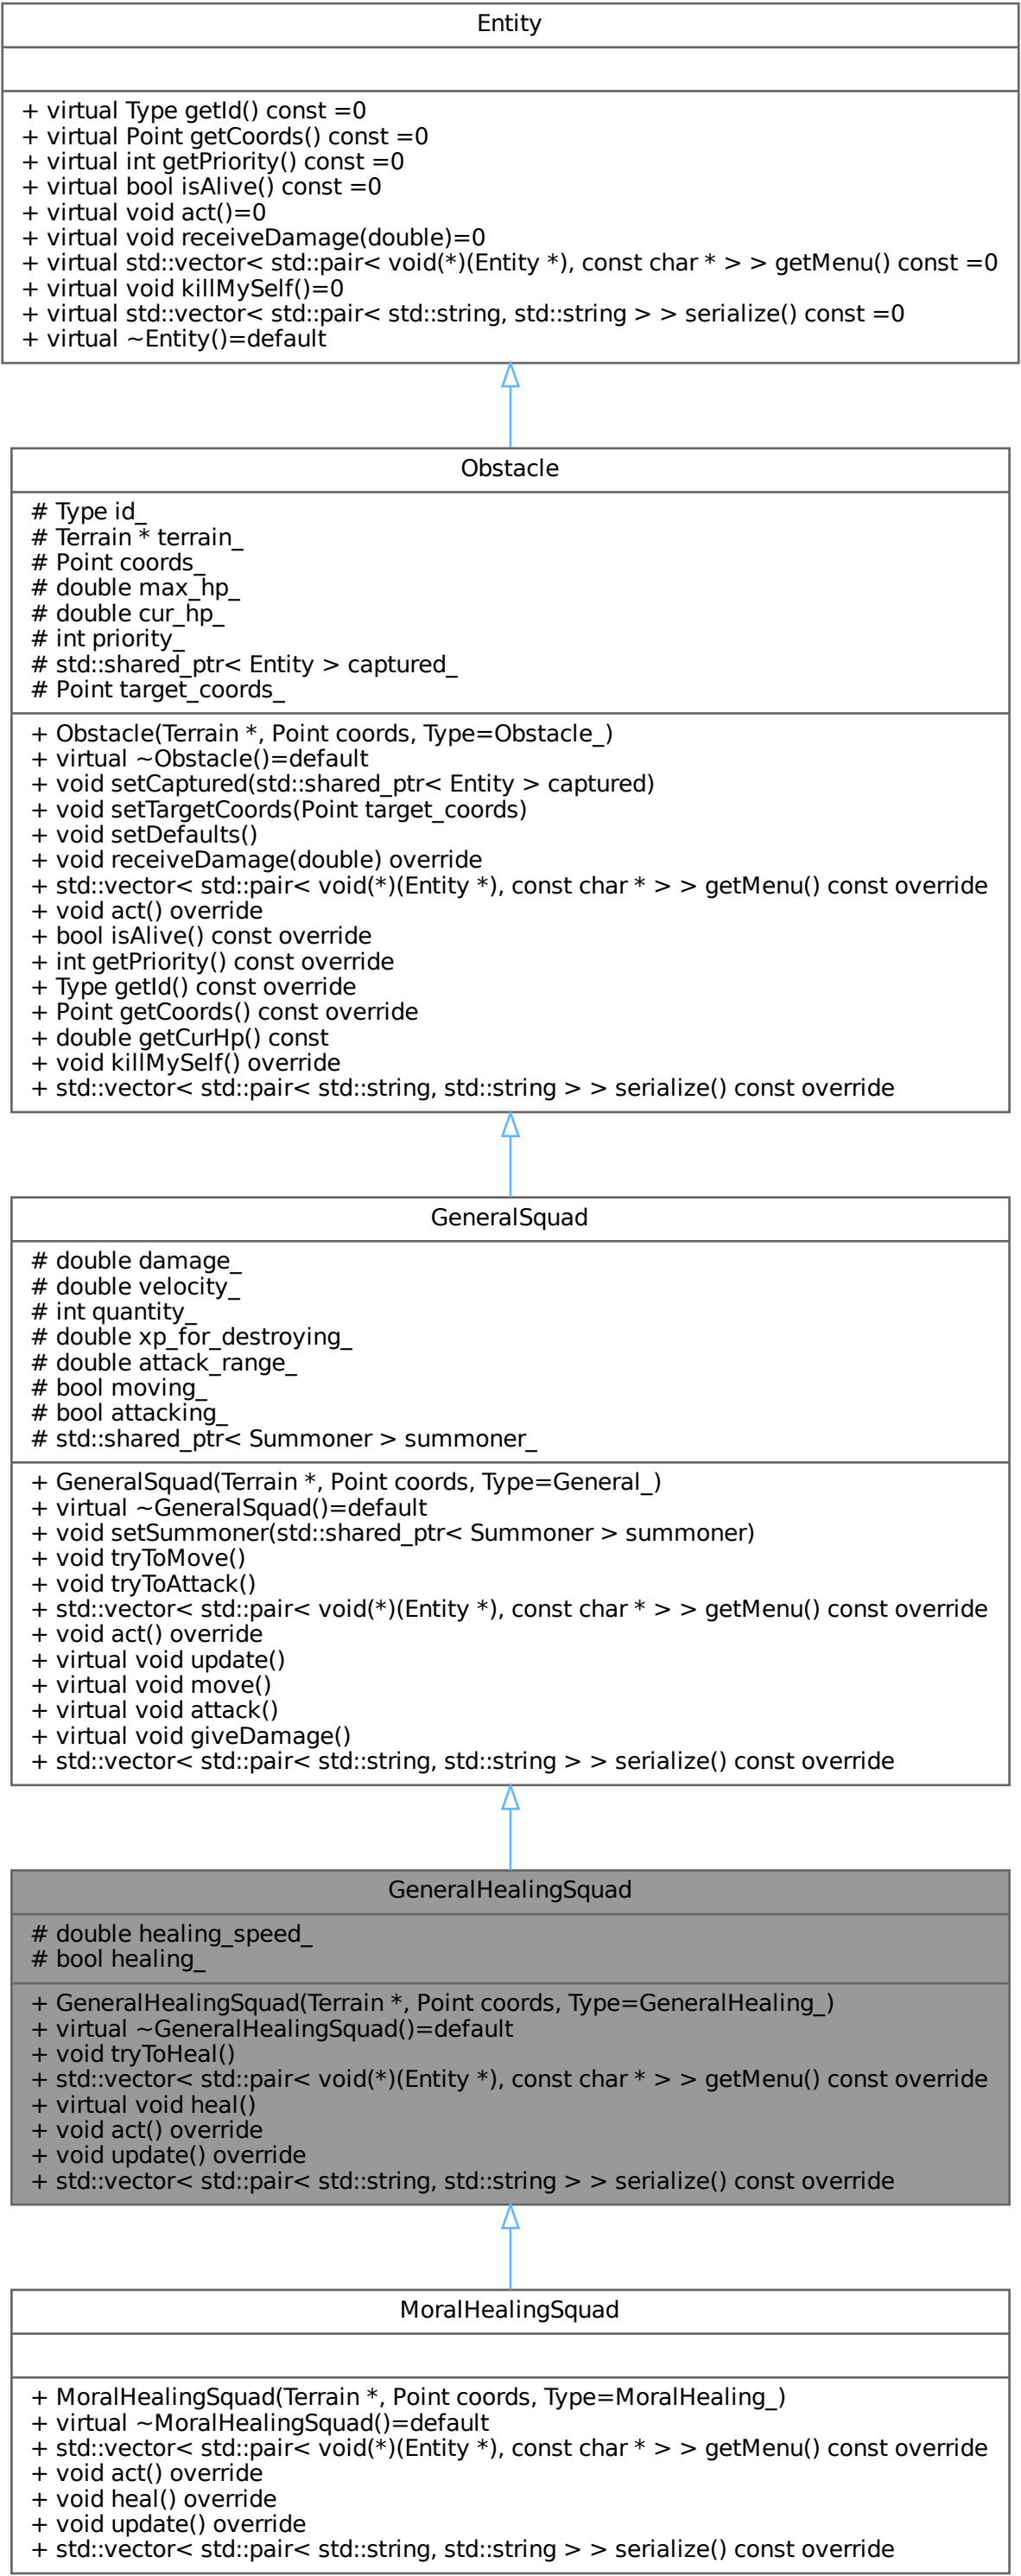 Entity
+ virtual Type getId() const =0
+ virtual Point getCoords() const =0
+ virtual int getPriority() const =0
+ virtual bool isAlive() const =0
+ virtual void act()=0
+ virtual void receiveDamage(double)=0
+ virtual std::vector< std::pair< void(*)(Entity *), const char * > > getMenu() const =0
+ virtual void killMySelf()=0
+ virtual std::vector< std::pair< std::string, std::string > > serialize() const =0
+ virtual ~Entity()=default
Obstacle
# Type id_
# Terrain * terrain_
# Point coords_
# double max_hp_
# double cur_hp_
# int priority_
# std::shared_ptr< Entity > captured_
# Point target_coords_
+ Obstacle(Terrain *, Point coords, Type=Obstacle_)
+ virtual ~Obstacle()=default
+ void setCaptured(std::shared_ptr< Entity > captured)
+ void setTargetCoords(Point target_coords)
+ void setDefaults()
+ void receiveDamage(double) override
+ std::vector< std::pair< void(*)(Entity *), const char * > > getMenu() const override
+ void act() override
+ bool isAlive() const override
+ int getPriority() const override
+ Type getId() const override
+ Point getCoords() const override
+ double getCurHp() const
+ void killMySelf() override
+ std::vector< std::pair< std::string, std::string > > serialize() const override
GeneralSquad
# double damage_
# double velocity_
# int quantity_
# double xp_for_destroying_
# double attack_range_
# bool moving_
# bool attacking_
# std::shared_ptr< Summoner > summoner_
+ GeneralSquad(Terrain *, Point coords, Type=General_)
+ virtual ~GeneralSquad()=default
+ void setSummoner(std::shared_ptr< Summoner > summoner)
+ void tryToMove()
+ void tryToAttack()
+ std::vector< std::pair< void(*)(Entity *), const char * > > getMenu() const override
+ void act() override
+ virtual void update()
+ virtual void move()
+ virtual void attack()
+ virtual void giveDamage()
+ std::vector< std::pair< std::string, std::string > > serialize() const override
GeneralHealingSquad
# double healing_speed_
# bool healing_
+ GeneralHealingSquad(Terrain *, Point coords, Type=GeneralHealing_)
+ virtual ~GeneralHealingSquad()=default
+ void tryToHeal()
+ std::vector< std::pair< void(*)(Entity *), const char * > > getMenu() const override
+ virtual void heal()
+ void act() override
+ void update() override
+ std::vector< std::pair< std::string, std::string > > serialize() const override
MoralHealingSquad
+ MoralHealingSquad(Terrain *, Point coords, Type=MoralHealing_)
+ virtual ~MoralHealingSquad()=default
+ std::vector< std::pair< void(*)(Entity *), const char * > > getMenu() const override
+ void act() override
+ void heal() override
+ void update() override
+ std::vector< std::pair< std::string, std::string > > serialize() const override